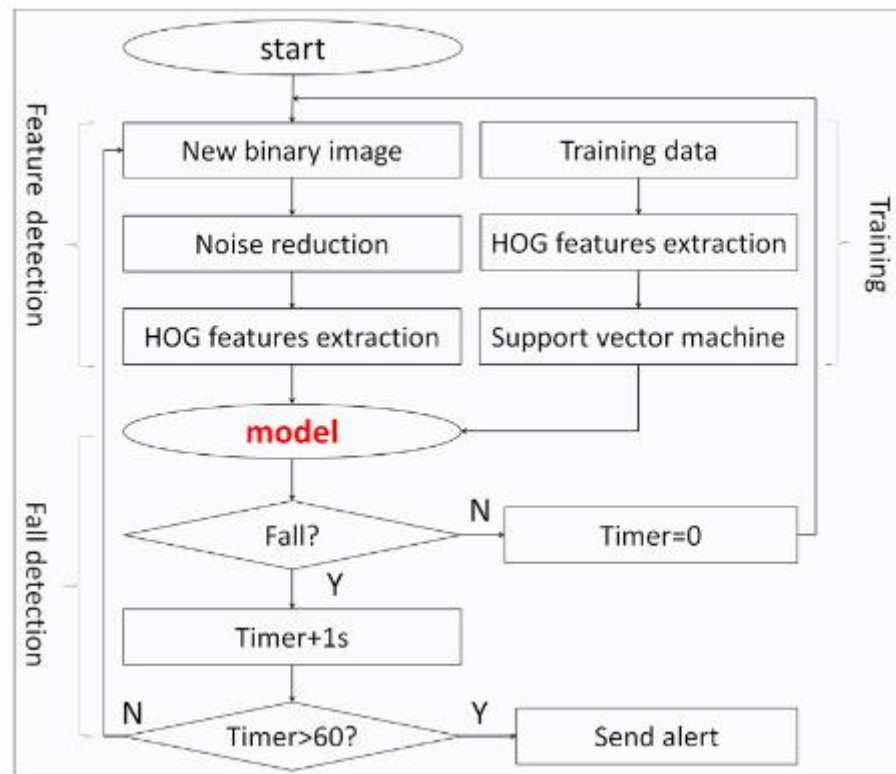 start
Feature detection
New binary image
Training data
Noise reduction
HOG features extraction
Training
HOG features extraction
Support vector machine
model
Fall detection
Fall?
N
Timer=0
Y
Timer+1s
N
Timer>60?
Y
Send alert